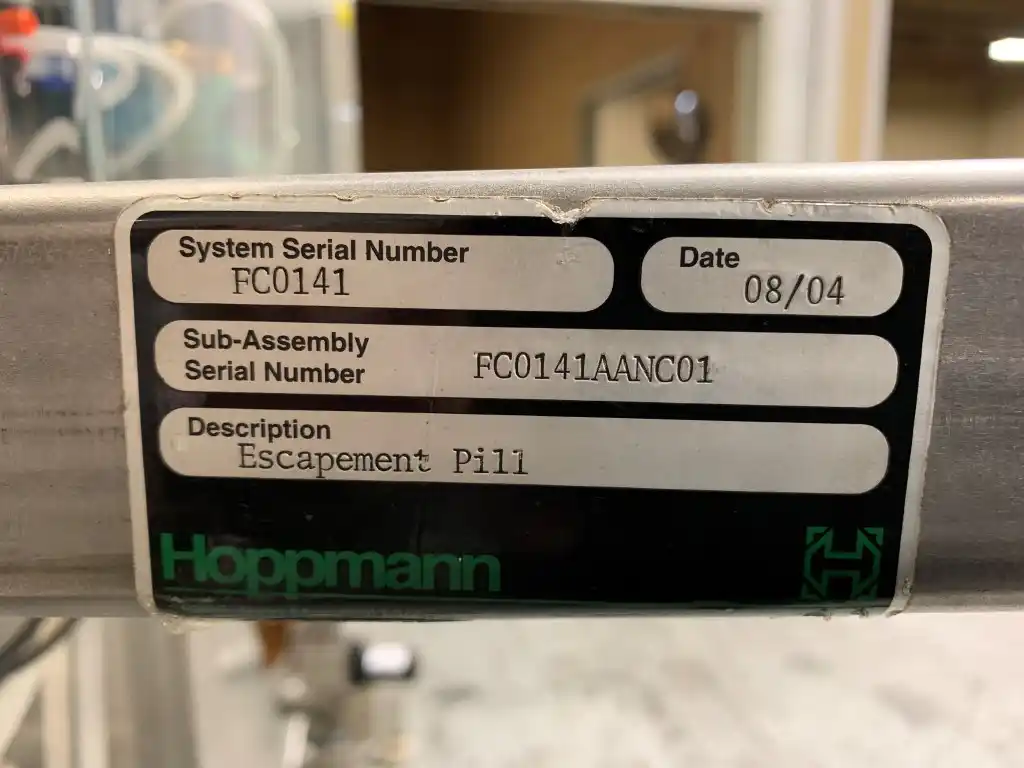 System Serial Number
FC0141
Date
08/04
Sub-Assembly
Serial Number
FC0141AANC01
Description
Escapement Pill
Hoppmann